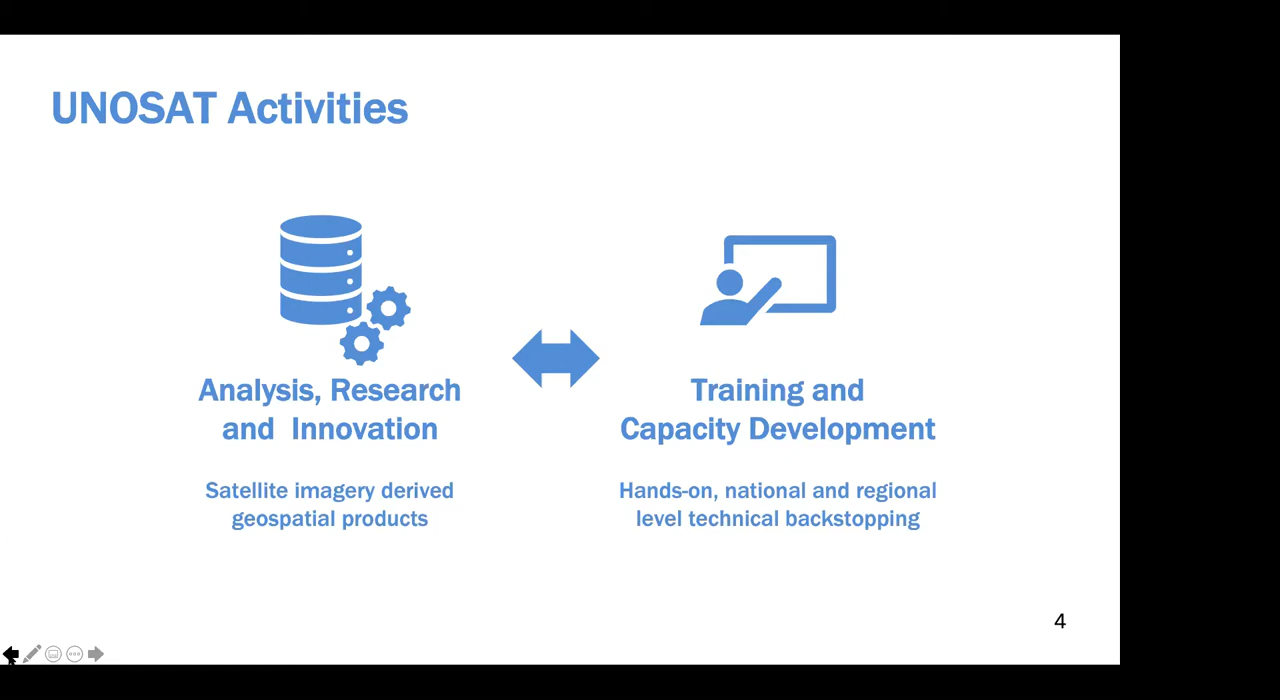 UNOSAT Activities
Analysis, Research
and Innovation
Satellite imagery derived
geospatial products
Training and
Capacity Development
Hands-on, national and regional
level technical backstopping
4